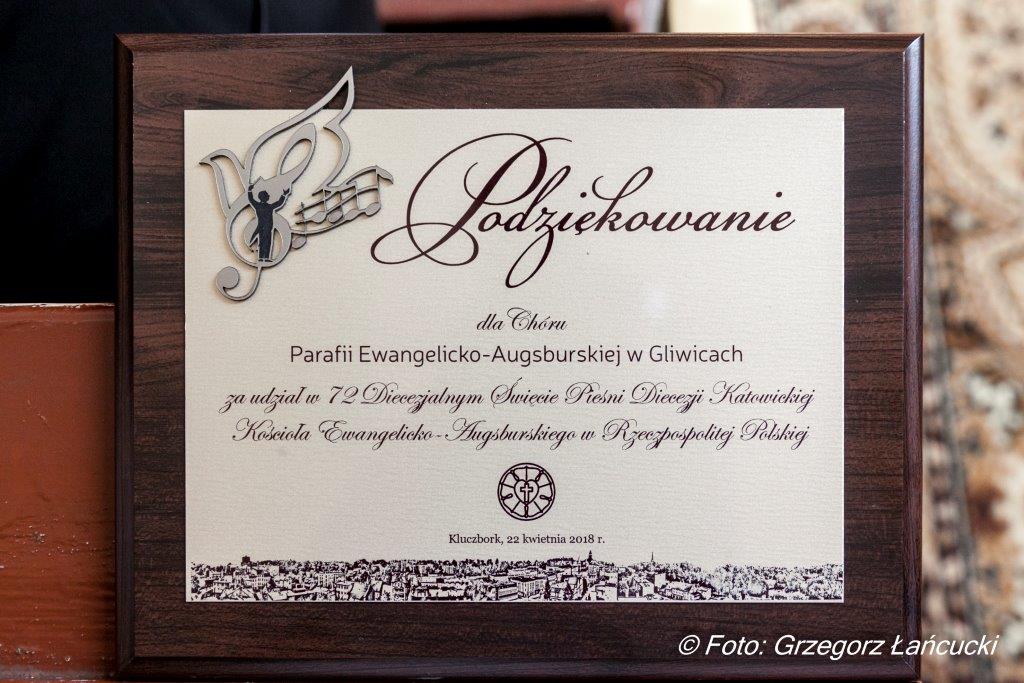 Podziękowanie
dla Chóru
Parafii Ewangelicko-Augsburskiej w Gliwicach
za udział w 72 Diecezjalnym Święcie Pieśni Diecezji Katowickiej
Kościoła Ewangelicko-Augsburskiego w Rzeczpospolitej Polskiej
Kluczbork, 22 kwietnia 2018 r.
© Foto: Grzegorz Łańcucki